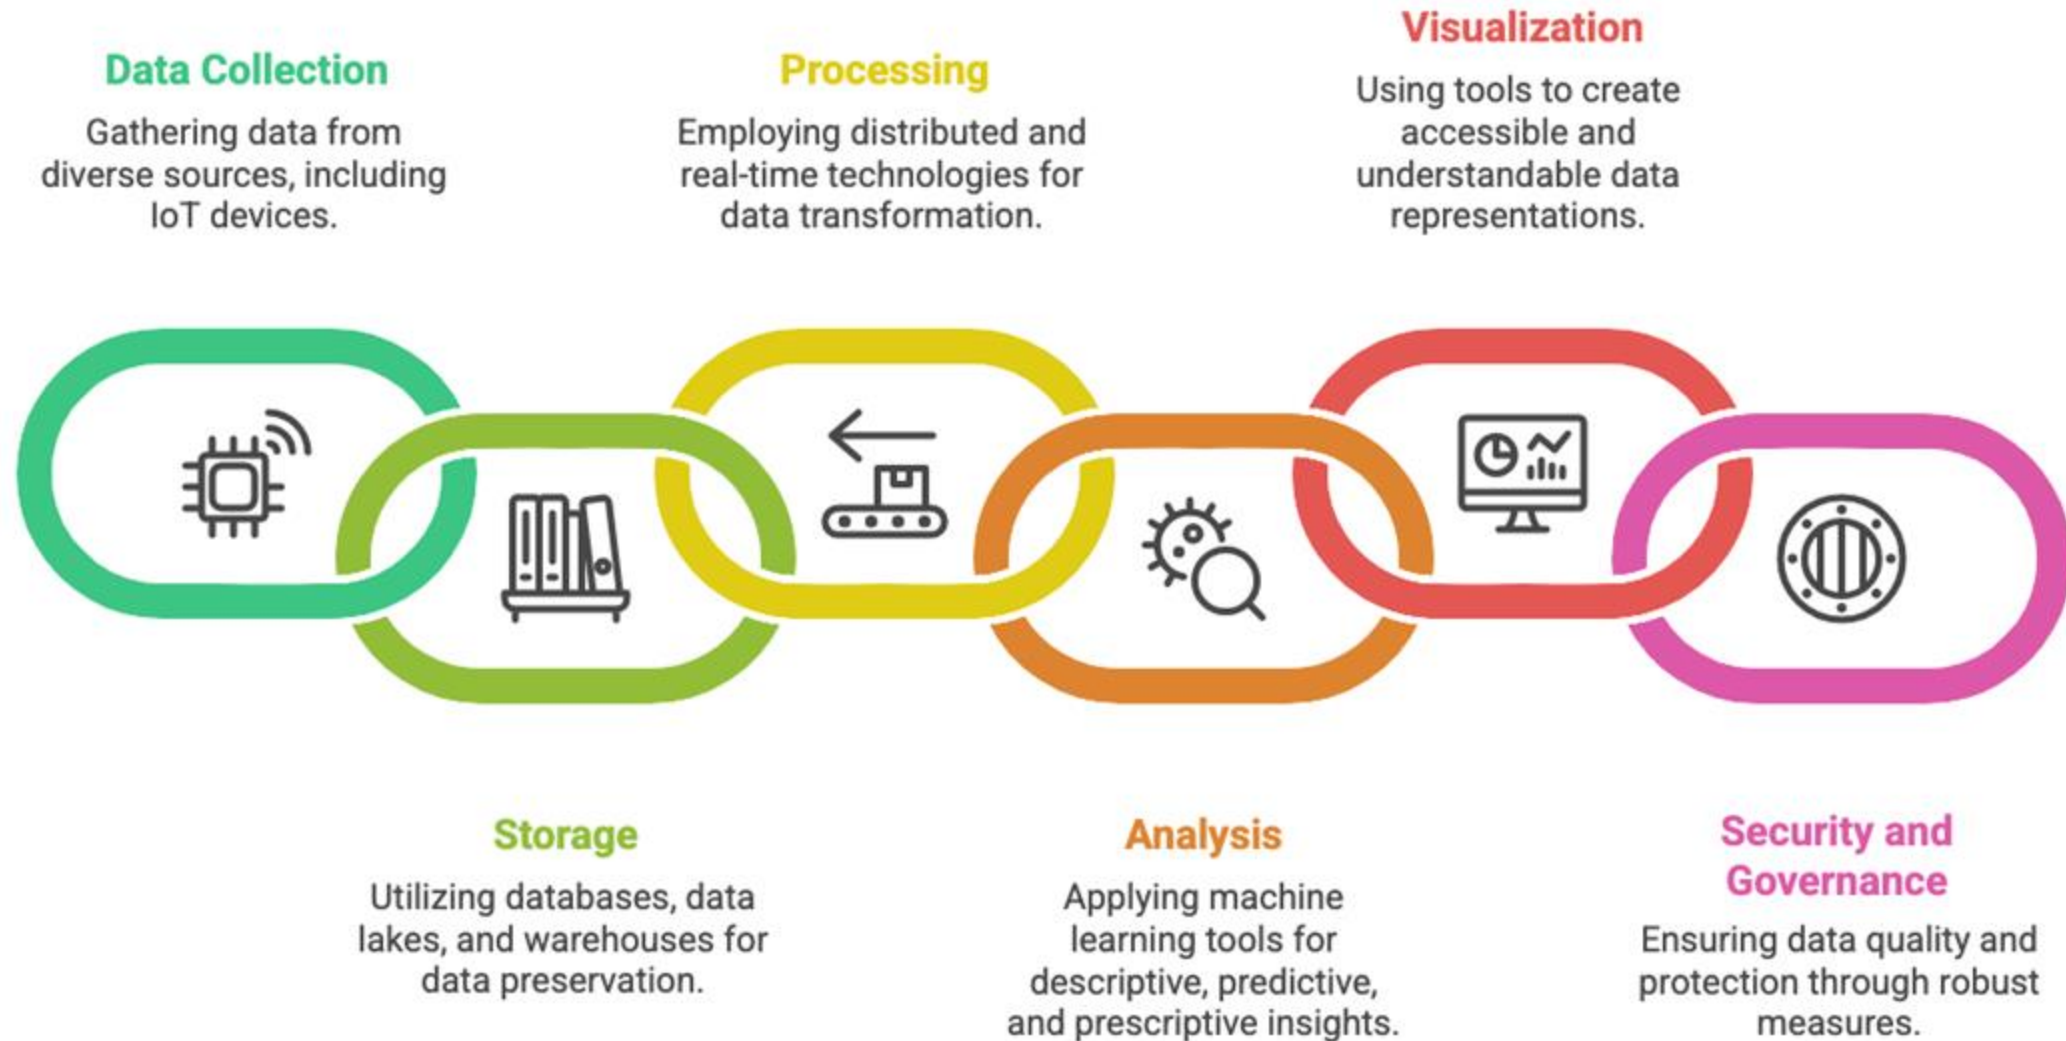 Data Collection
Gathering data from
diverse sources, including
IoT devices.
Storage
Utilizing databases, data
lakes, and warehouses for
data preservation.
Processing
Employing distributed and
real-time technologies for
data transformation.
Analysis
Applying machine
learning tools for
descriptive, predictive,
and prescriptive insights.
Visualization
Using tools to create
accessible and
understandable data
representations.
Security and
Governance
Ensuring data quality and
protection through robust
measures.